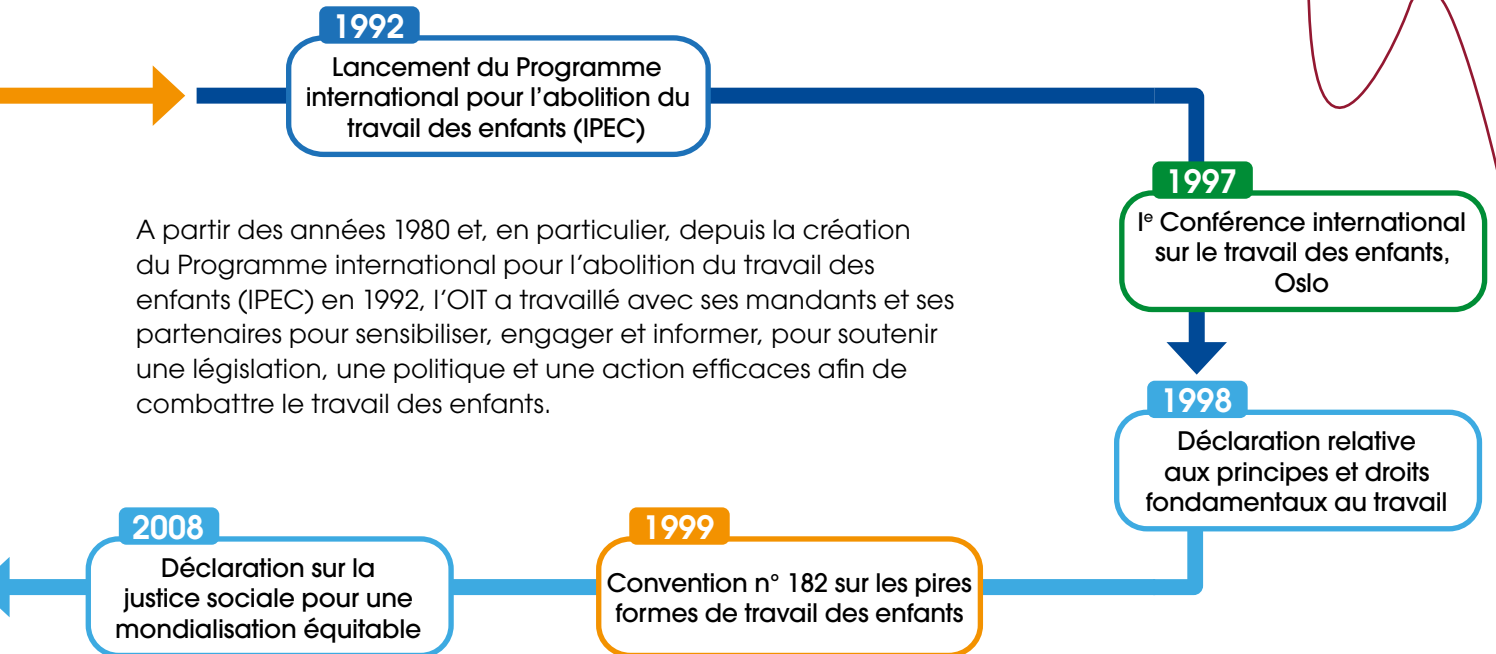 1992
Lancement du Programme
international pour l'abolition du
travail des enfants (IPEC)
1997
Iᵉ Conférence international
sur le travail des enfants,
Oslo
A partir des années 1980 et, en particulier, depuis la création
du Programme international pour l'abolition du travail des
enfants (IPEC) en 1992, l'OIT a travaillé avec ses mandants et ses
partenaires pour sensibiliser, engager et informer, pour soutenir
une législation, une politique et une action efficaces afin de
combattre le travail des enfants.
1998
Déclaration relative
aux principes et droits
fondamentaux au travail
1999
Convention n° 182 sur les pires
formes de travail des enfants
2008
Déclaration sur la
justice sociale pour une
mondialisation équitable